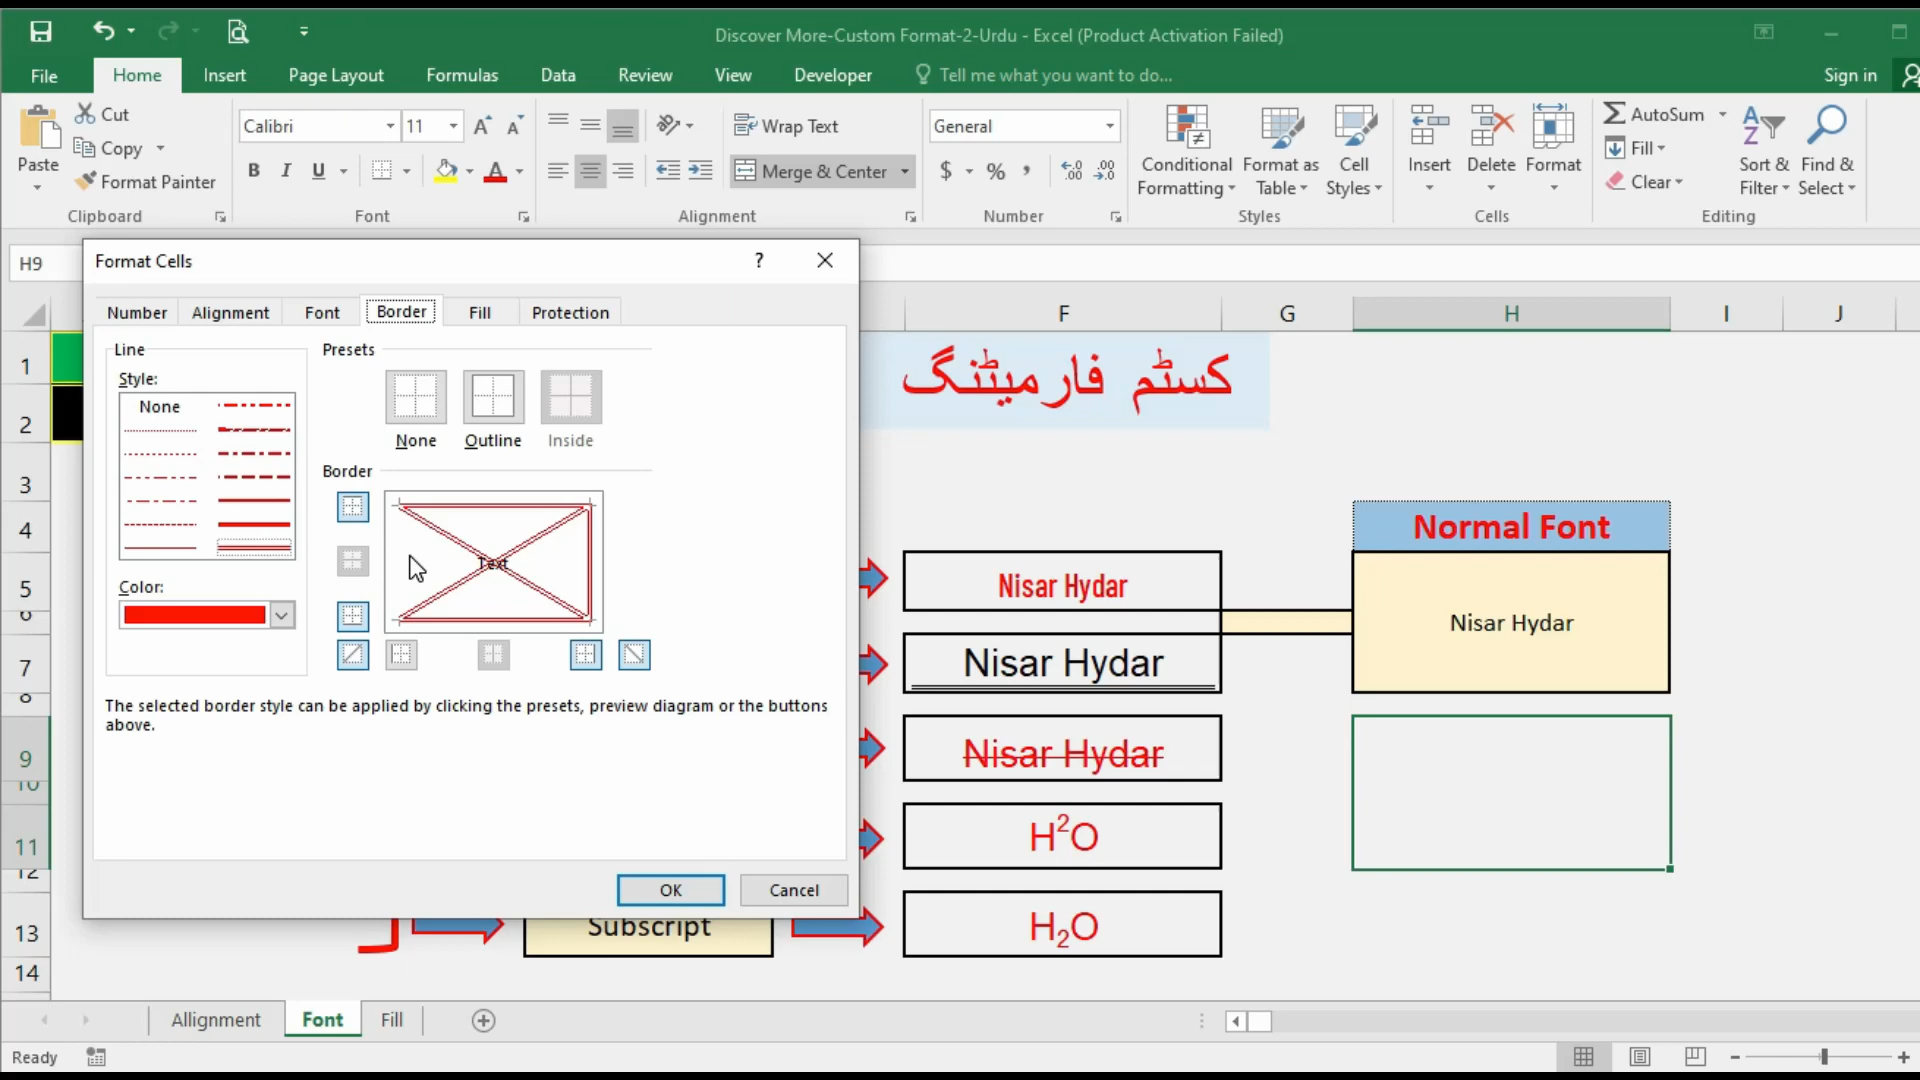 Discover More-Custom Format-2-Urdu - Excel (Product Activation Failed)
File Home Insert Page Layout Formulas Data Review View Developer Tell me what you want to do... Sign in
Paste
Cut
Copy
Format Painter
Clipboard
Calibri 11
B I U A
Font
Wrap Text
Merge & Center
Alignment
General
$ % ,
Number
Conditional Formatting
Format as Table
Cell Styles
Styles
Insert Delete Format
Cells
AutoSum
Fill
Clear
Sort & Filter
Find & Select
Editing
H9
Format Cells ?
Number Alignment Font Border Fill Protection
Line
Style:
None
Color:
Presets
None Outline Inside
Border
Text
The selected border style can be applied by clicking the presets, preview diagram or the buttons
above.
OK Cancel
F G H I J
1
2
3
4
5
6
7
8
9
10
11
12
13
14
کسٹم فارمیٹنگ
Normal Font
Nisar Hydar
Nisar Hydar
Nisar Hydar
Nisar Hydar
H²O
Subscript
H₂O
Allignment Font Fill
Ready